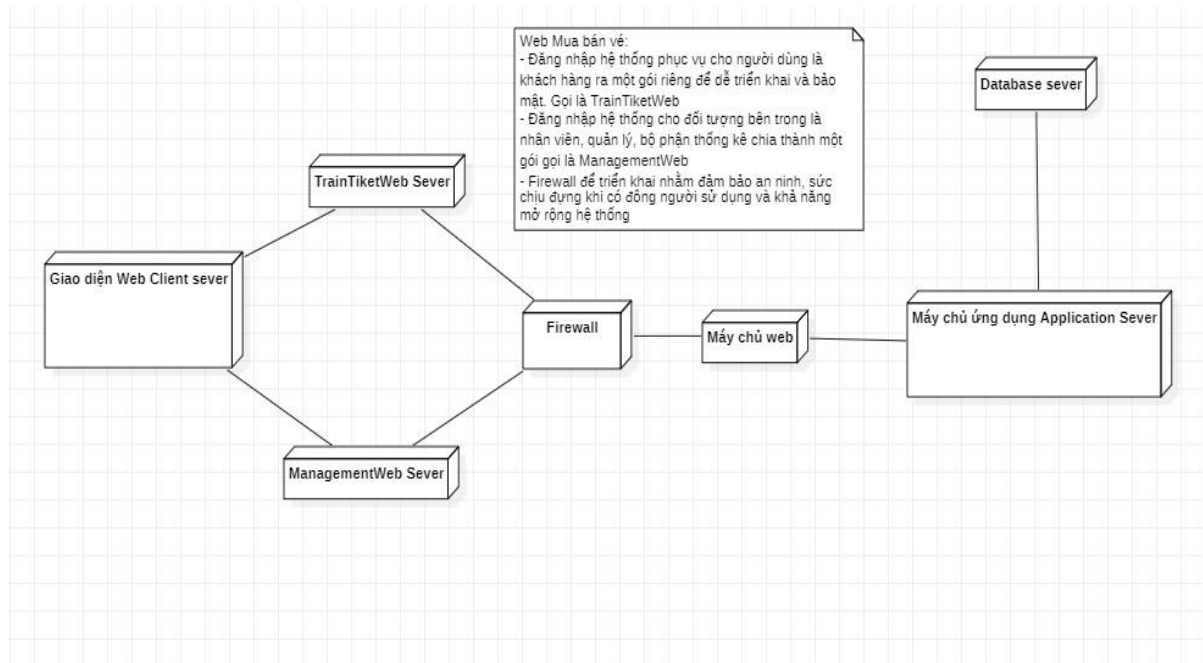 Web Mua bán vé:
- Đăng nhập hệ thống phục vụ cho người dùng là
khách hàng ra một gói riêng để dễ triển khai và bảo
mật. Gọi là TrainTiketWeb
- Đăng nhập hệ thống cho đối tượng bên trong là
nhân viên, quản lý, bộ phận thống kê chia thành một
gói gọi là ManagementWeb
- Firewall để triển khai nhằm đảm bảo an ninh, sức
chịu đựng khi có đông người sử dụng và khả năng
mở rộng hệ thống
Database sever
TrainTiketWeb Sever
Giao diện Web Client sever
Firewall
Máy chủ web
Máy chủ ứng dụng Application Sever
ManagementWeb Sever